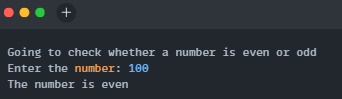 Going to check whether a number is even or odd
Enter the number: 100
The number is even